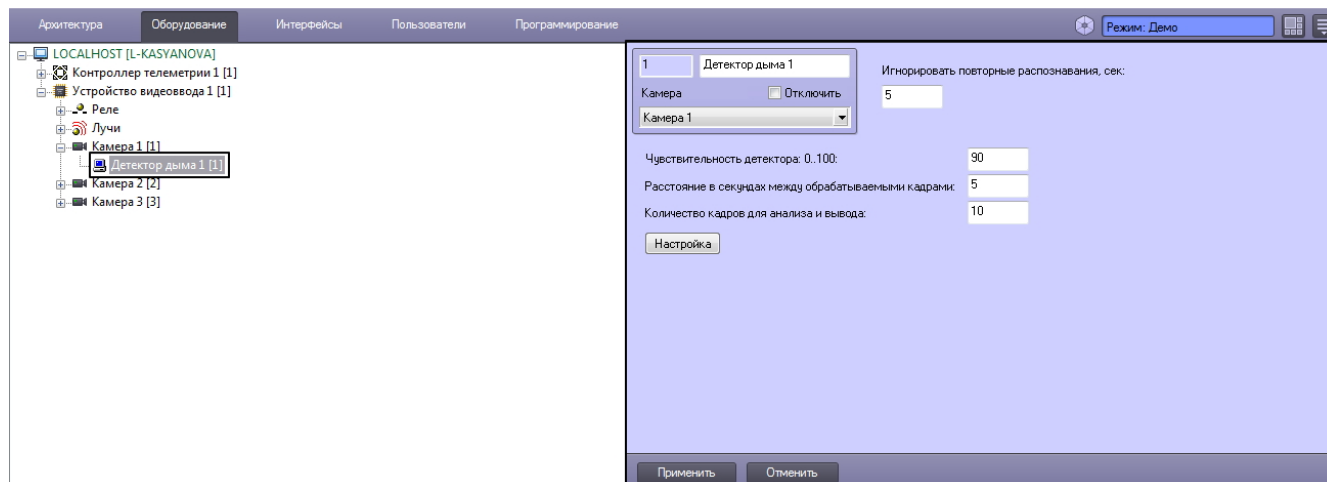 Архитектура Оборудование Интерфейсы Пользователи Программирование Режим: Демо
LOCALHOST [L-KASYANOVA]
Контроллер телеметрии 1 [1]
Устройство видеоввода 1 [1]
Реле
Лучи
Камера 1 [1]
Детектор дыма 1 [1]
Камера 2 [2]
Камера 3 [3]
1 Детектор дыма 1
Камера Отключить
Камера 1
Игнорировать повторные распознавания, сек:
5
Чувствительность детектора: 0..100: 90
Расстояние в секундах между обрабатываемыми кадрами: 5
Количество кадров для анализа и вывода: 10
Настройка
Применить Отменить